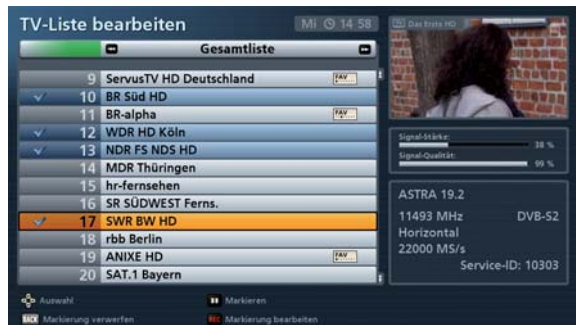 TV-Liste bearbeiten
Mi 14 58
Das Erste HD
Gesamtliste
9 ServusTV HD Deutschland FAV
10 BR Süd HD
11 BR-alpha FAV
12 WDR HD Köln
13 NDR FS NDS HD
14 MDR Thüringen
15 hr-fernsehen
16 SR SÜDWEST Ferns.
17 SWR BW HD
18 rbb Berlin
19 ANIXE HD FAV
20 SAT.1 Bayern
Signal-Stärke:
38 %
Signal-Qualität:
99 %
ASTRA 19.2
11493 MHz DVB-S2
Horizontal
22000 MS/s
Service-ID: 10303
Auswahl
Markieren
BACK Markierung verwerfen
REC Markierung bearbeiten